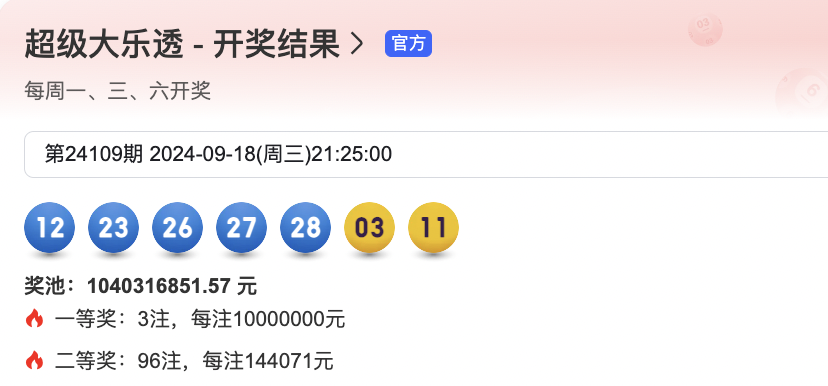 超级大乐透 - 开奖结果 > 官方
每周一、三、六开奖
第24109期 2024-09-18(周三)21:25:00
12 23 26 27 28 03 11
奖池：1040316851.57 元
一等奖：3注，每注10000000元
二等奖：96注，每注144071元